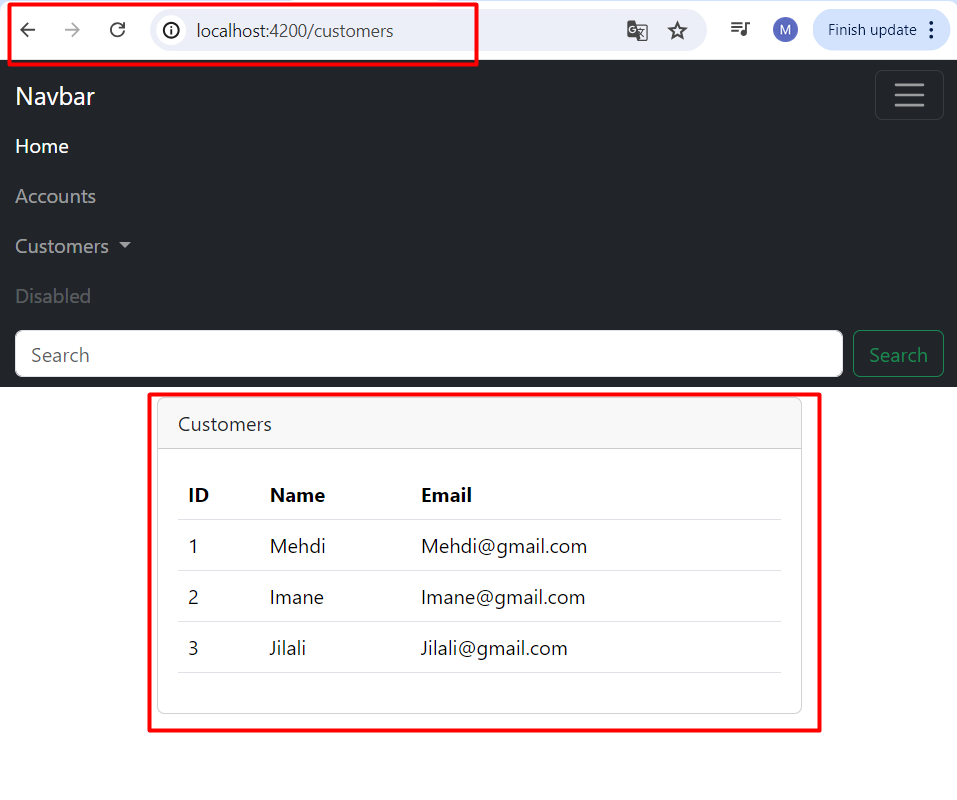 localhost:4200/customers M Finish update
Navbar
Home
Accounts
Customers
Disabled
Search Search
Customers
ID Name Email
1 Mehdi Mehdi@gmail.com
2 Imane Imane@gmail.com
3 Jilali Jilali@gmail.com